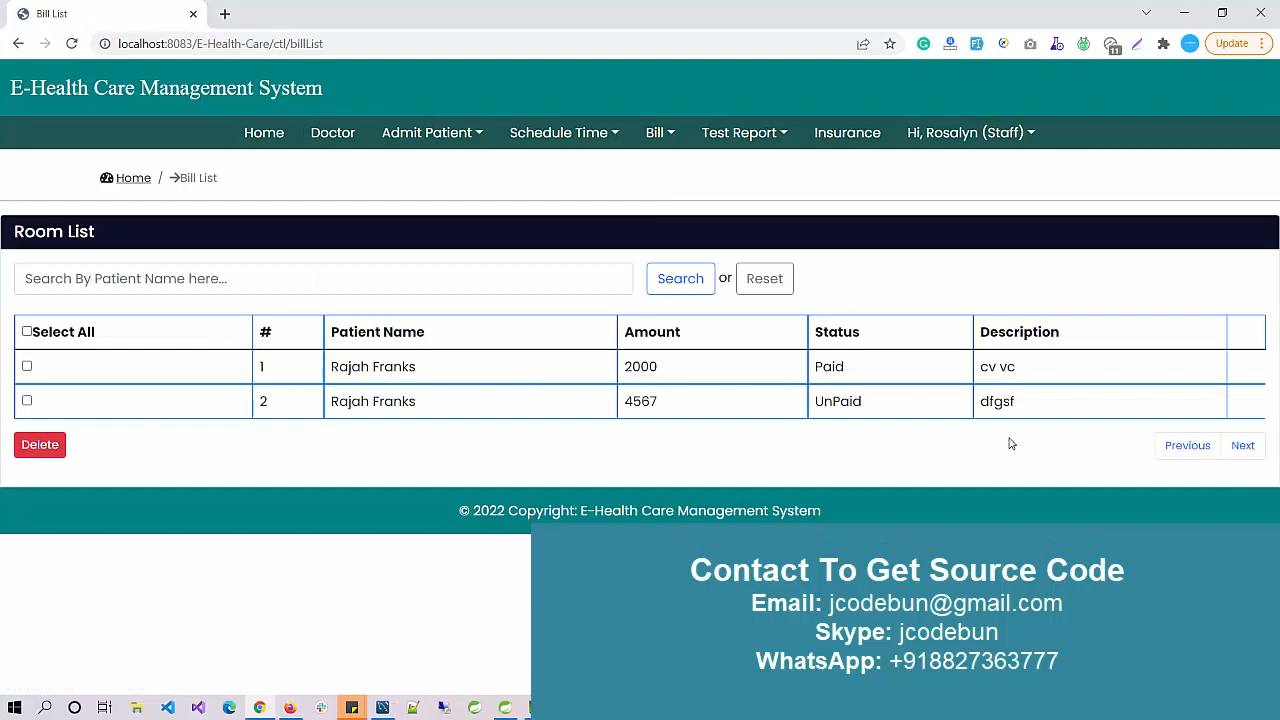 Bill List
localhost:8083/E-Health-Care/ctl/billList
Update
11
E-Health Care Management System
Home Doctor Admit Patient Schedule Time Bill Test Report Insurance Hi, Rosalyn (Staff)
Home / Bill List
Room List
Search By Patient Name here... Search or Reset
Select All # Patient Name Amount Status Description
1 Rajah Franks 2000 Paid cv vc
2 Rajah Franks 4567 UnPaid dfgsf
Delete Previous Next
© 2022 Copyright: E-Health Care Management System
Contact To Get Source Code
Email: jcodebun@gmail.com
Skype: jcodebun
WhatsApp: +918827363777